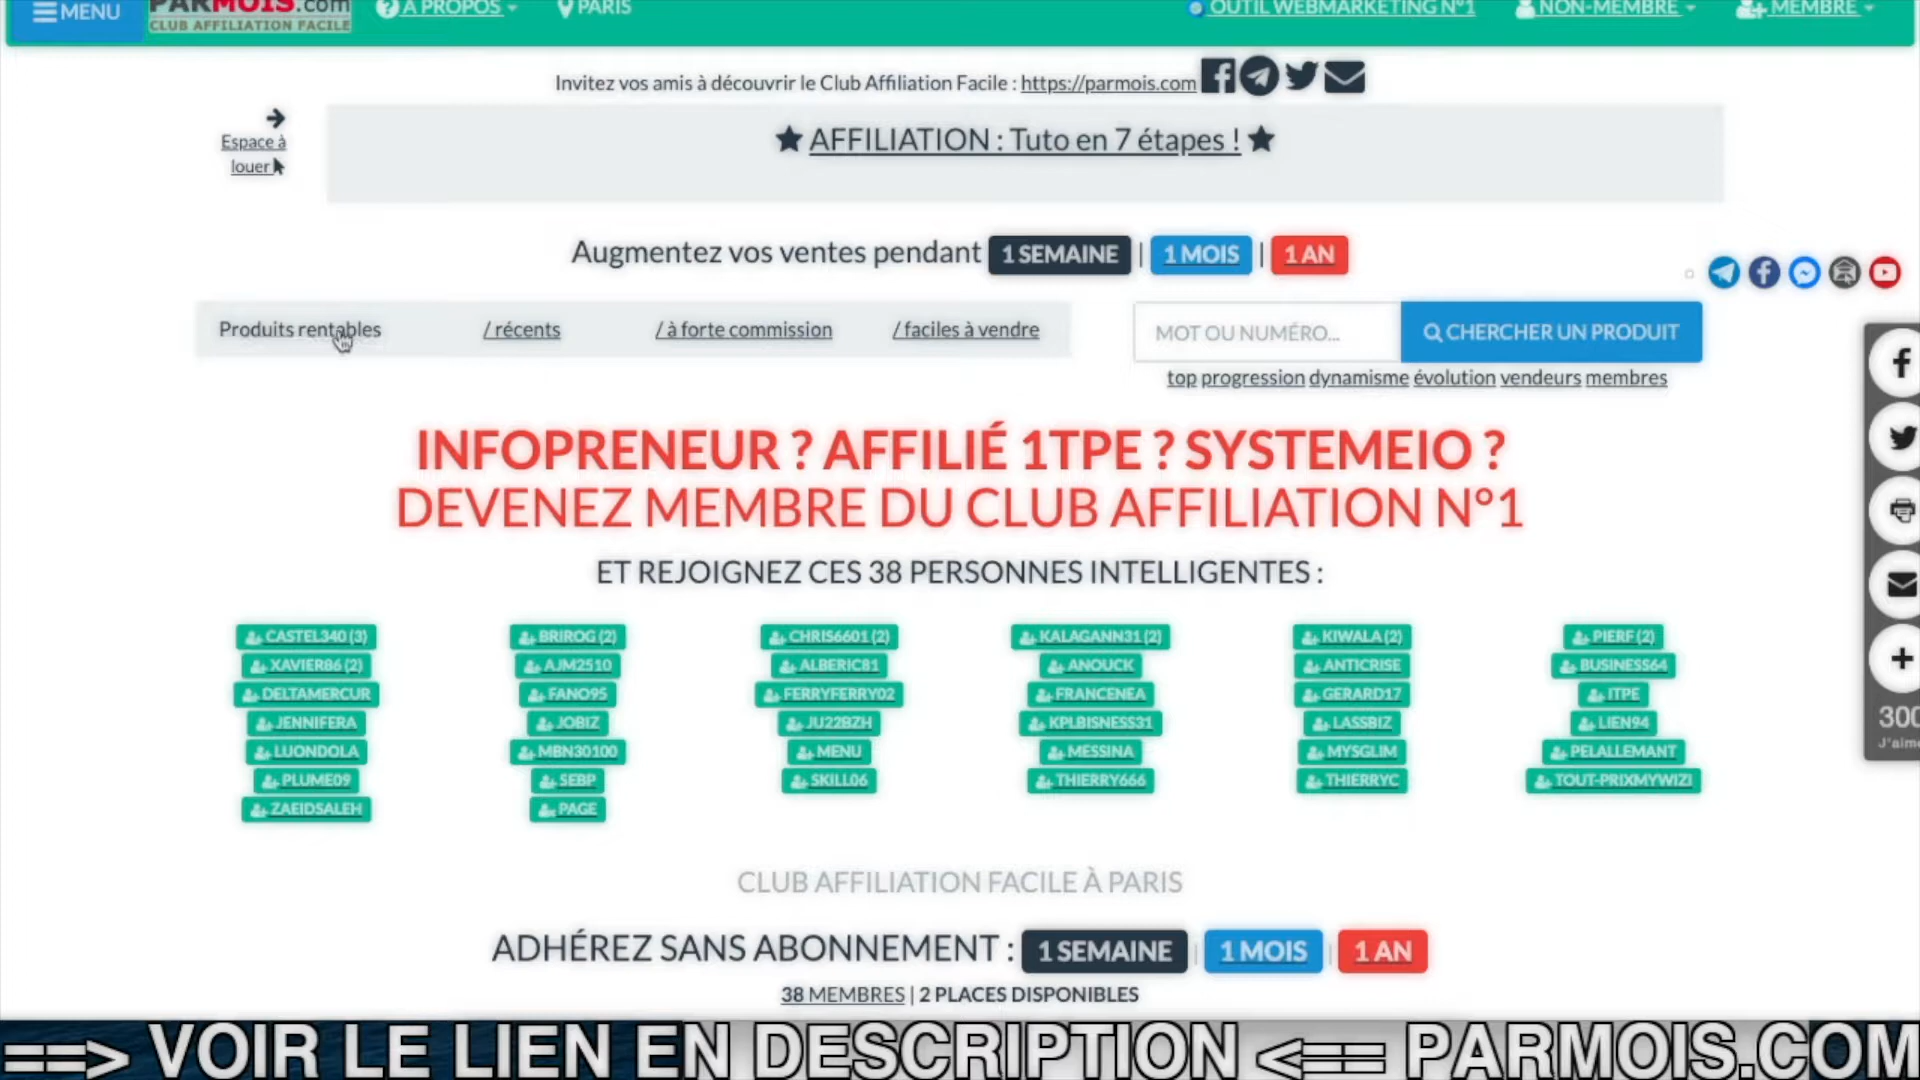 MENU
PARMOIS.com
CLUB AFFILIATION FACILE
À PROPOS
PARIS
OUTIL WEBMARKETING N°1
NON-MEMBRE
MEMBRE
Invitez vos amis à découvrir le Club Affiliation Facile : https://parmois.com
Espace à
louer
★ AFFILIATION : Tuto en 7 étapes ! ★
Augmentez vos ventes pendant 1 SEMAINE | 1 MOIS | 1 AN
Produits rentables / récents / à forte commission / faciles à vendre
MOT OU NUMÉRO... CHERCHER UN PRODUIT
top progression dynamisme évolution vendeurs membres
INFOPRENEUR ? AFFILIÉ 1TPE ? SYSTEMEIO ?
DEVENEZ MEMBRE DU CLUB AFFILIATION N°1
ET REJOIGNEZ CES 38 PERSONNES INTELLIGENTES :
CASTEL340 (3) BRIROG (2) CHRIS6601 (2) KALAGANN31 (2) KIWALA (2) PIERF (2)
XAVIER86 (2) AJM2510 ALBERIC81 ANOUCK ANTICRISE BUSINESS64
DELTAMERCUR FANO95 FERRYFERRY02 FRANCENEA GERARD17 ITPE
JENNIFERA JOBIZ JU22BZH KPLBISNESS31 LASSBIZ LIEN94
LUONDOLA MBN30100 MENU MESSINA MYSGLIM PELALLEMANT
PLUME09 SEBP SKILL06 THIERRY666 THIERRYC TOUT-PRIXMYWIZI
ZAEIDSALEH PAGE
300
J'aime
CLUB AFFILIATION FACILE À PARIS
ADHÉREZ SANS ABONNEMENT : 1 SEMAINE | 1 MOIS | 1 AN
38 MEMBRES | 2 PLACES DISPONIBLES
==> VOIR LE LIEN EN DESCRIPTION <== PARMOIS.COM